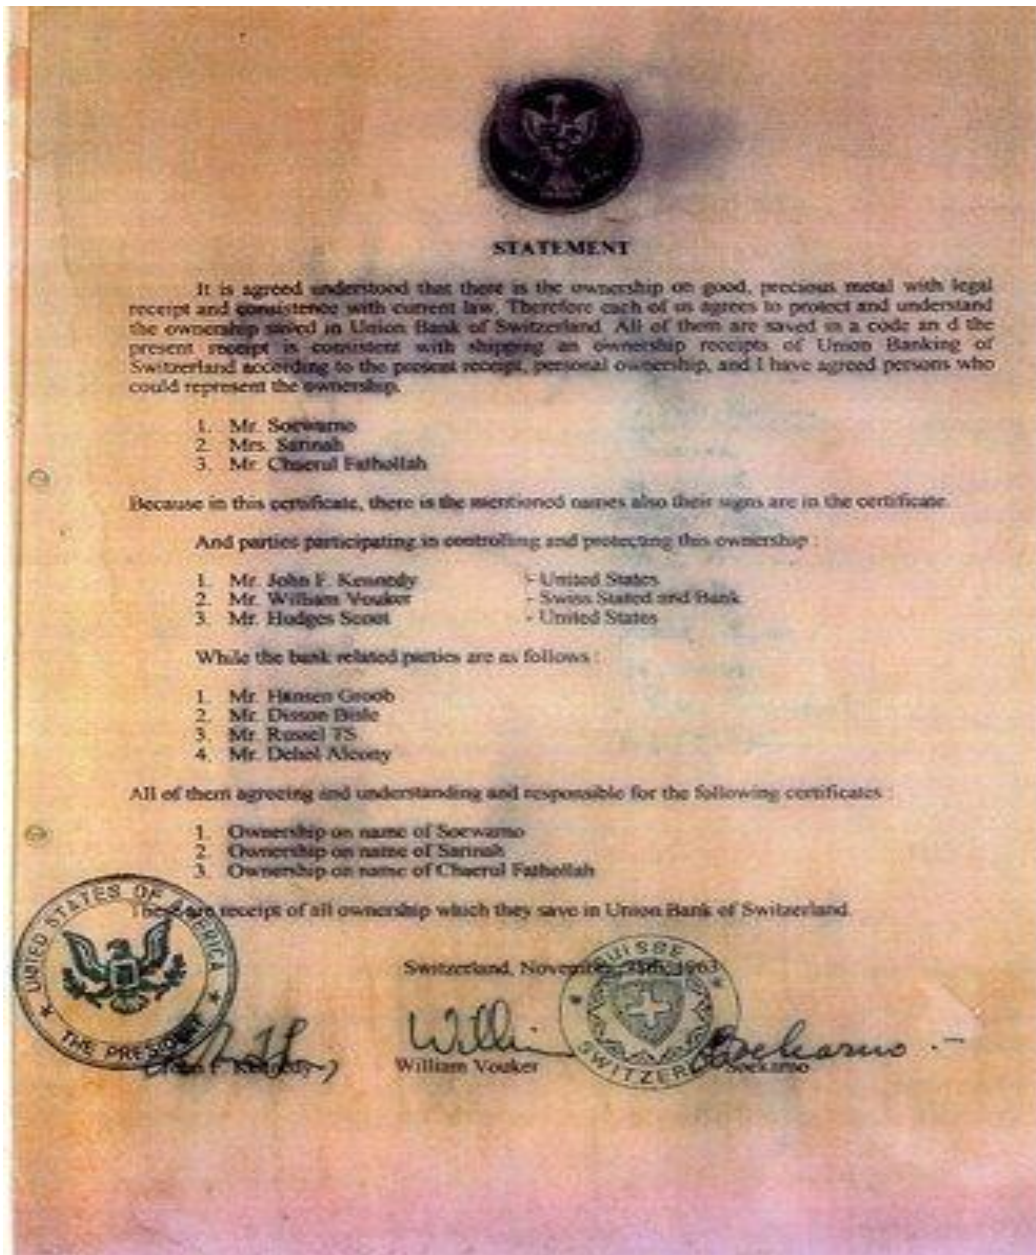 STATEMENT
It is agreed understood that there is the ownership on good, precious metal with legal
receipt and consistence with current law. Therefore each of us agrees to protect and understand
the ownership saved in Union Bank of Switzerland. All of them are saved in a code an d the
present receipt is consistent with shipping an ownership receipts of Union Banking of
Switzerland according to the present receipt, personal ownership, and I have agreed persons who
could represent the ownership.
1. Mr. Soewarno
2. Mrs. Sarinah
3. Mr. Chaerul Fathollah
Because in this certificate, there is the mentioned names also their signs are in the certificate.
And parties participating in controlling and protecting this ownership :
1. Mr. John F. Kennedy - United States
2. Mr. William Vouker - Swiss Stated and Bank
3. Mr. Hodges Scoot - United States
While the bank related parties are as follows :
1. Mr. Hansen Groob
2. Mr. Disson Bisle
3. Mr. Russel TS.
4. Mr. Dehol Alcony
All of them agreeing and understanding and responsible for the following certificates :
1. Ownership on name of Soewarno
2. Ownership on name of Sarinah
3. Ownership on name of Chaerul Fathollah
These are receipt of all ownership which they save in Union Bank of Switzerland.
Switzerland, November, 1963
UNITED STATES OF AMERICA
THE PRESIDENT
SUISSE
SWITZER
Soekarno
John F. Kennedy
William Vouker
Soekarno